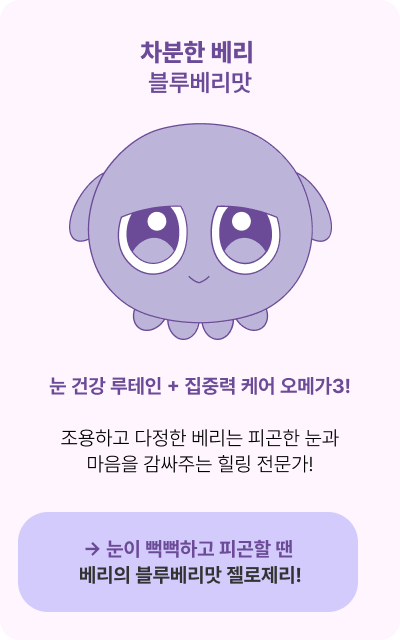 차분한 베리
블루베리맛
눈 건강 루테인 + 집중력 케어 오메가3!
조용하고 다정한 베리는 피곤한 눈과
마음을 감싸주는 힐링 전문가!
→ 눈이 뻑뻑하고 피곤할 땐
베리의 블루베리맛 젤로제리!